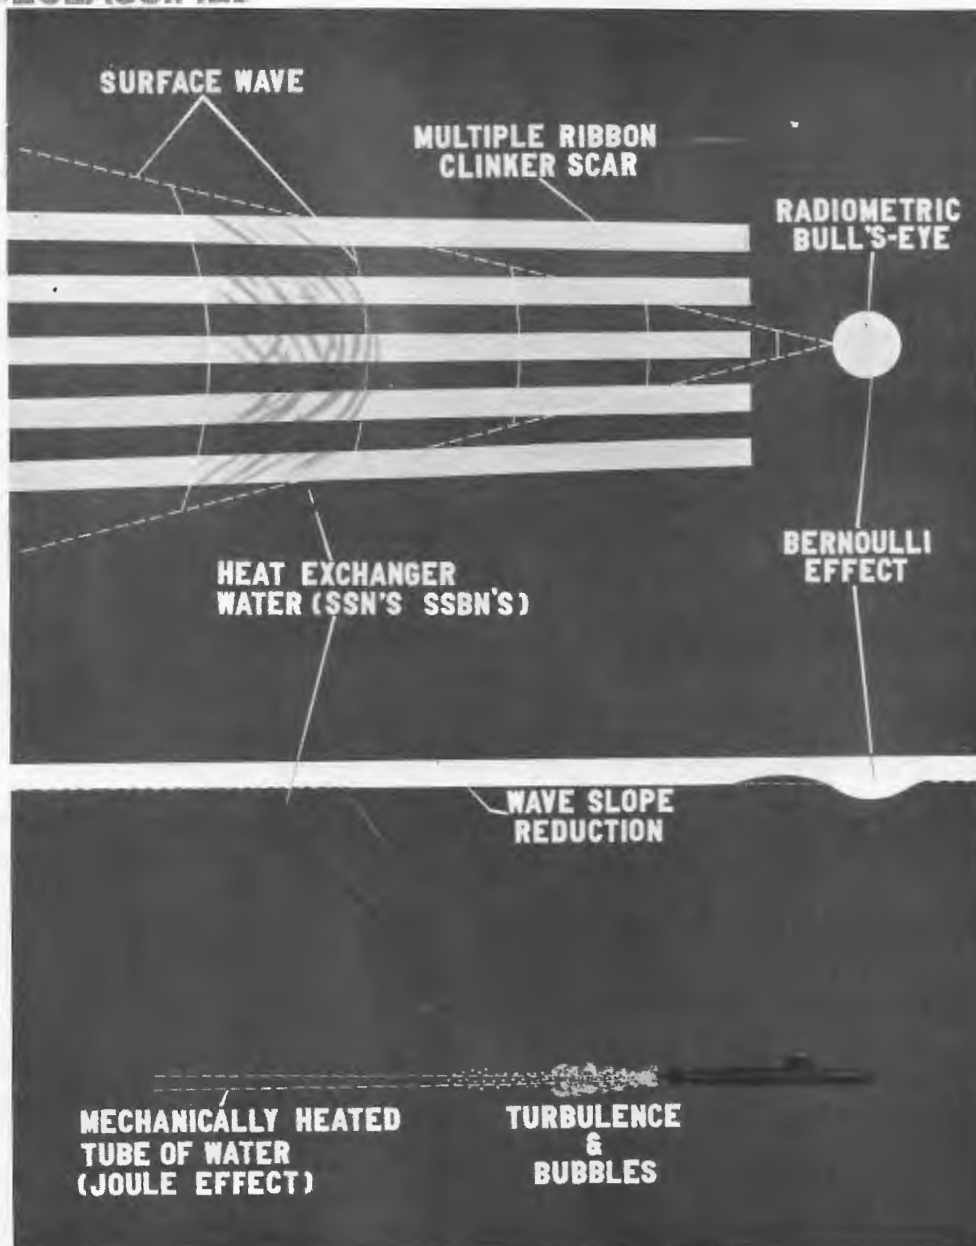 DECLASSIFIED
SURFACE WAVE
MULTIPLE RIBBON
CLINKER SCAR
RADIOMETRIC
BULL'S-EYE
BERNOULLI
EFFECT
HEAT EXCHANGER
WATER (SSN'S SSBN'S)
WAVE SLOPE
REDUCTION
MECHANICALLY HEATED
TUBE OF WATER
(JOULE EFFECT)
TURBULENCE
&
BUBBLES